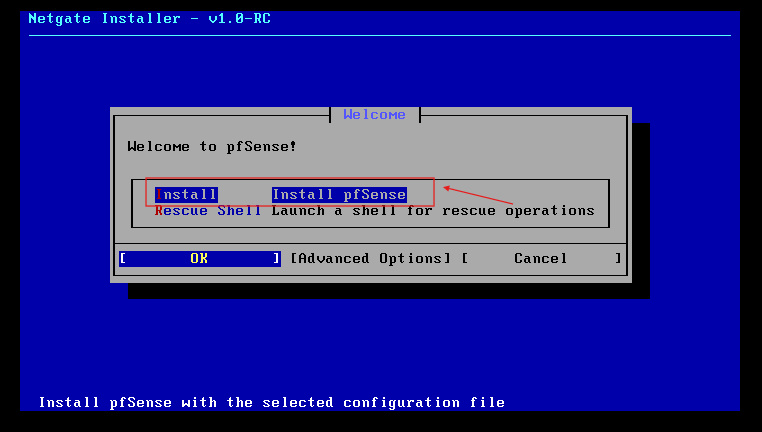 Netgate Installer - v1.0-RC
Welcome
Welcome to pfSense!
Install Install pfSense
Rescue Shell Launch a shell for rescue operations
[ OK ] [Advanced Options] [ Cancel ]
Install pfSense with the selected configuration file